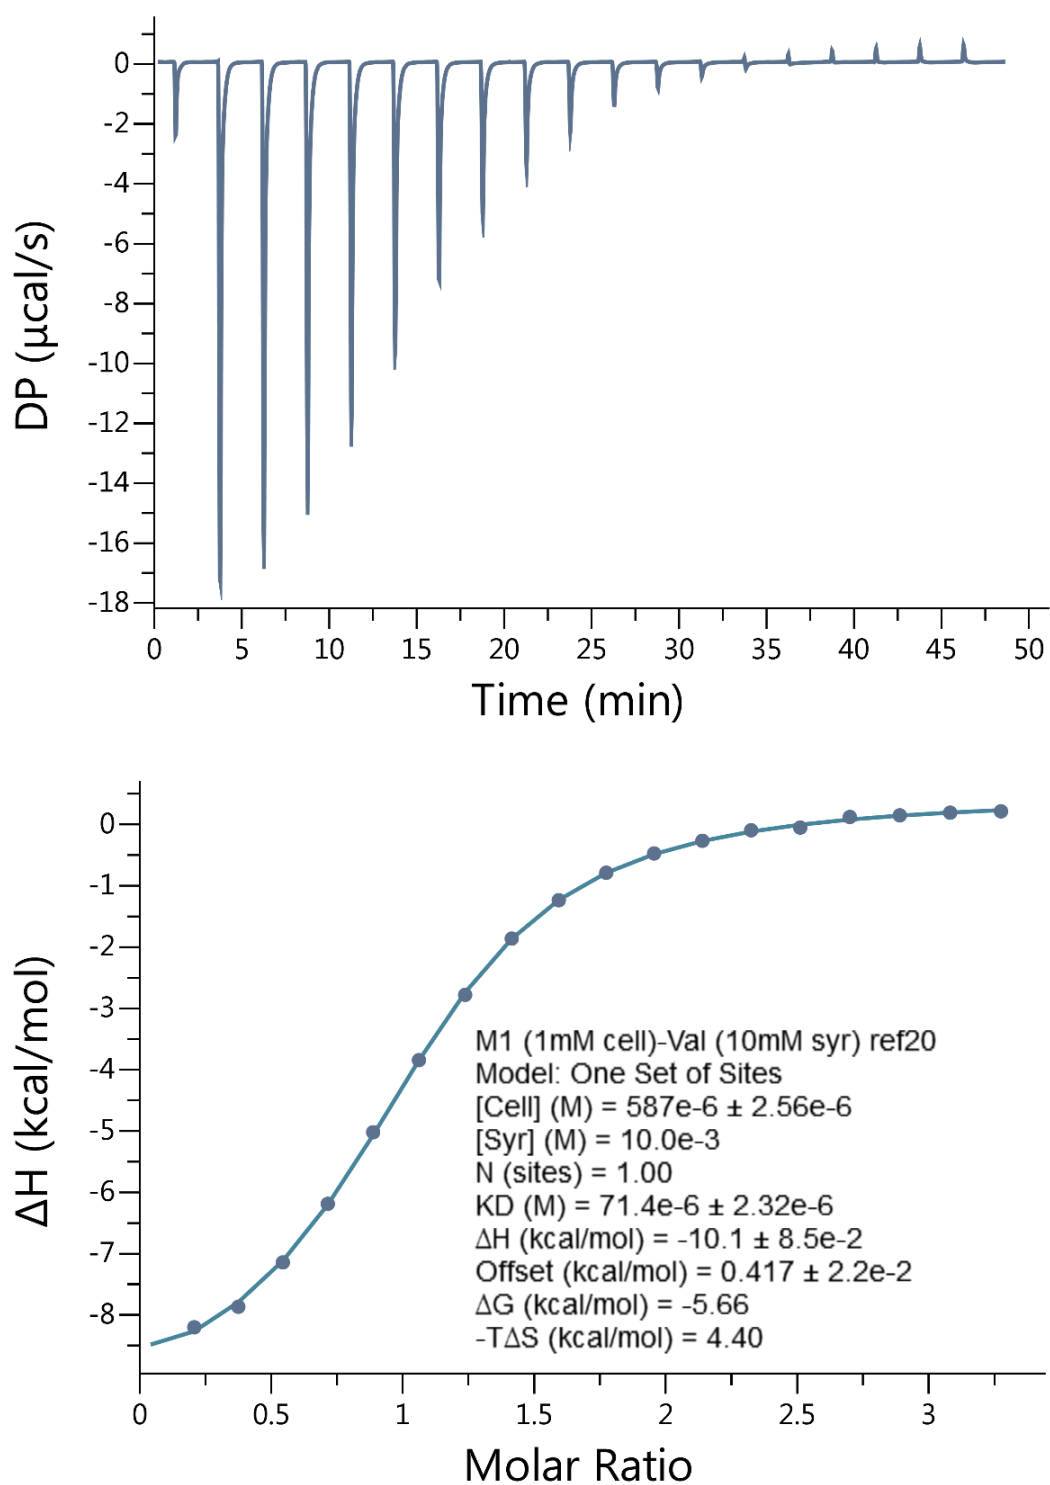 DP (µcal/s)
0
-2
-4
-6
-8
-10
-12
-14
-16
-18
0 5 10 15 20 25 30 35 40 45 50
Time (min)
ΔH (kcal/mol)
0
-1
-2
-3
-4
-5
-6
-7
-8
M1 (1mM cell)-Val (10mM syr) ref20
Model: One Set of Sites
[Cell] (M) = 587e-6 ± 2.56e-6
[Syr] (M) = 10.0e-3
N (sites) = 1.00
KD (M) = 71.4e-6 ± 2.32e-6
ΔH (kcal/mol) = -10.1 ± 8.5e-2
Offset (kcal/mol) = 0.417 ± 2.2e-2
ΔG (kcal/mol) = -5.66
-TΔS (kcal/mol) = 4.40
0 0.5 1 1.5 2 2.5 3
Molar Ratio